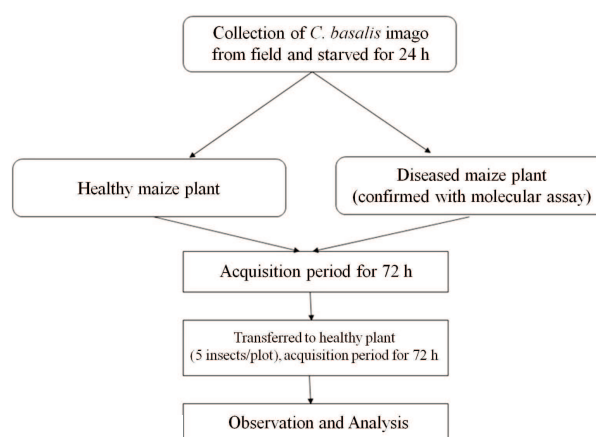 Collection of C. basalis imago
from field and starved for 24 h
Healthy maize plant
Diseased maize plant
(confirmed with molecular assay)
Acquisition period for 72 h
Transferred to healthy plant
(5 insects/plot), acquisition period for 72 h
Observation and Analysis